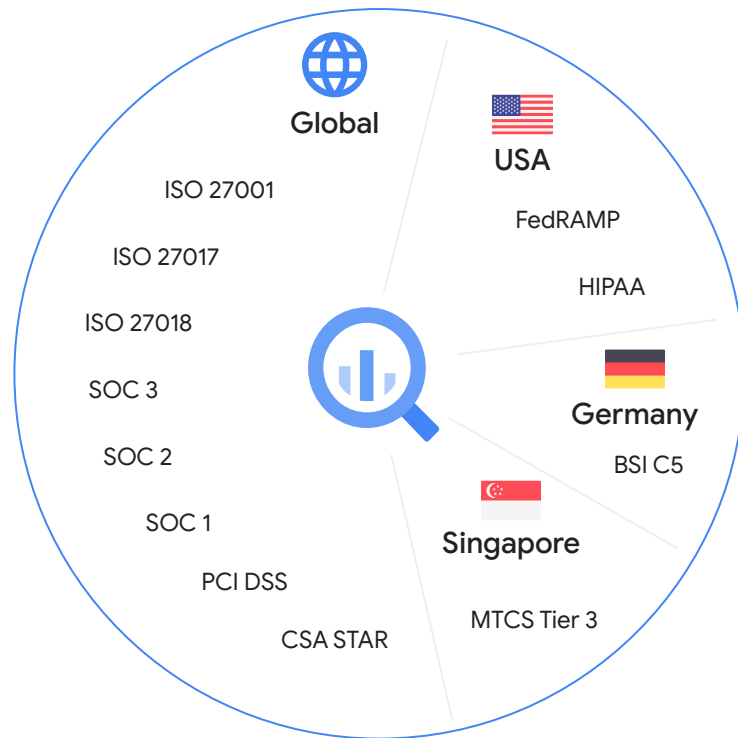 Global
ISO 27001
ISO 27017
ISO 27018
SOC 3
SOC 2
SOC 1
PCI DSS
CSA STAR
USA
FedRAMP
HIPAA
Germany
BSI C5
Singapore
MTCS Tier 3